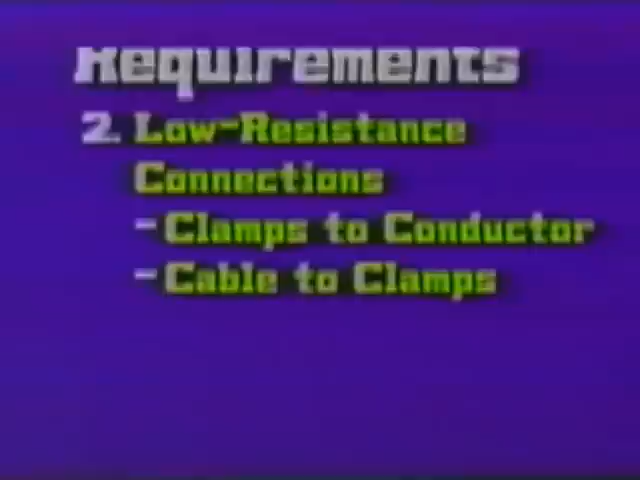 Requirements
2. Low-Resistance
Connections
- Clamps to Conductor
- Cable to Clamps